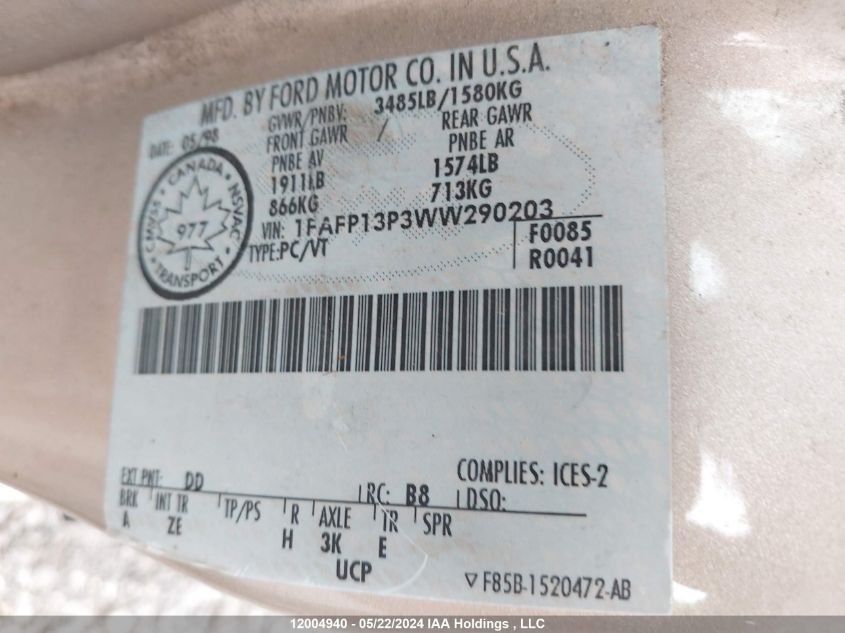 MFD. BY FORD MOTOR CO. IN U.S.A.
DATE: 05/98
GVWR/PNBV: 3485LB/1580KG
FRONT GAWR / REAR GAWR
PNBE AV PNBE AR
1911LB 1574LB
866KG 713KG
VIN: 1FAFP13P3WW290203
TYPE:PC/VT
F0085
R0041
CANADA
CMVSS NSVAC
977
TRANSPORT
EXT PNT: DD RC: B8 DSO:
COMPLIES: ICES-2
BRK INT TR TP/PS R AXLE TR SPR
A ZE H 3K E
UCP
F85B-1520472-AB
12004940 - 05/22/2024 IAA Holdings , LLC